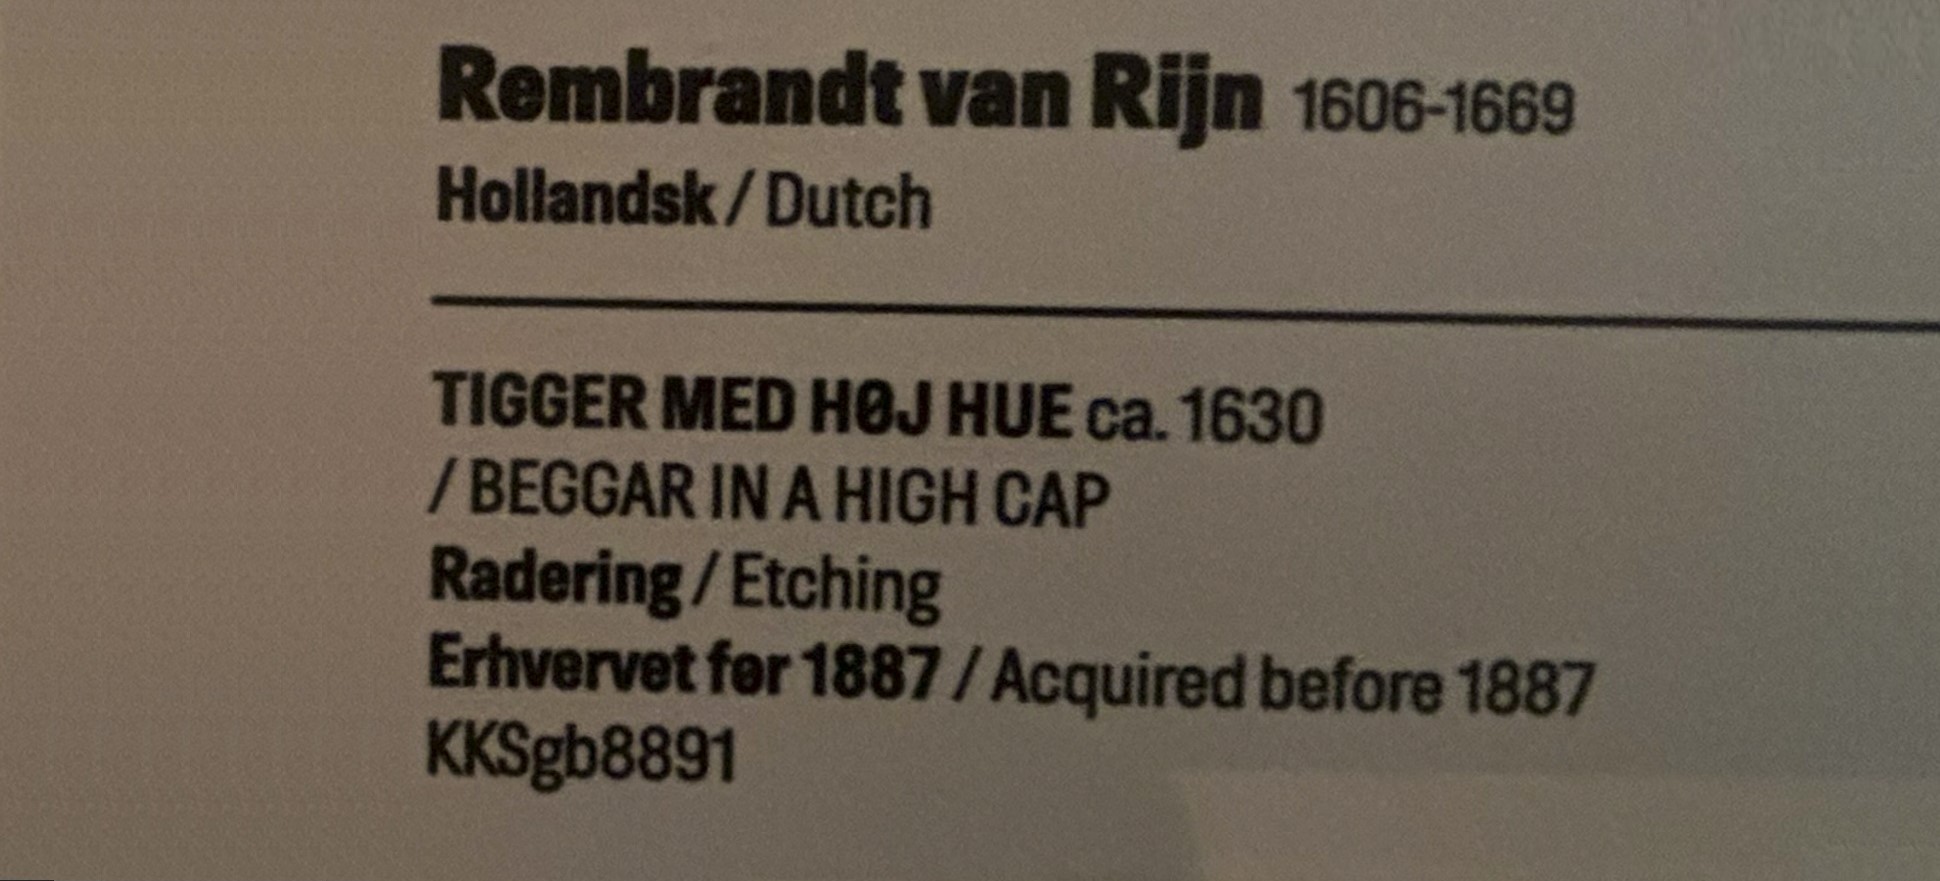 Rembrandt van Rijn 1606-1669
Hollandsk / Dutch
TIGGER MED HØJ HUE ca. 1630
/ BEGGAR IN A HIGH CAP
Radering / Etching
Erhvervet før 1887 / Acquired before 1887
KKSgb8891